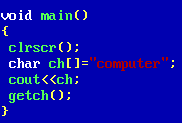 void main()
{
clrscr();
char ch[]="computer";
cout<<ch;
getch();
}